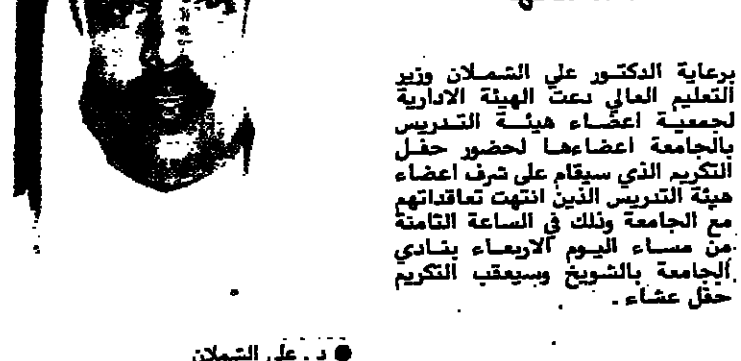 برعاية الدكتور علي الشملان وزير
التعليم العالي دعت الهيئة الادارية
لجمعية اعضاء هيئة التدريس
بالجامعة اعضاءها لحضور حفل
التكريم الذي سيقام على شرف اعضاء
هيئة التدريس الذين انتهت تعاقداتهم
مع الجامعة وذلك في الساعة الثامنة
من مساء اليوم الاربعاء بنادي
الجامعة بالشويخ وسيعقب التكريم
حفل عشاء .
● د . علي الشملان